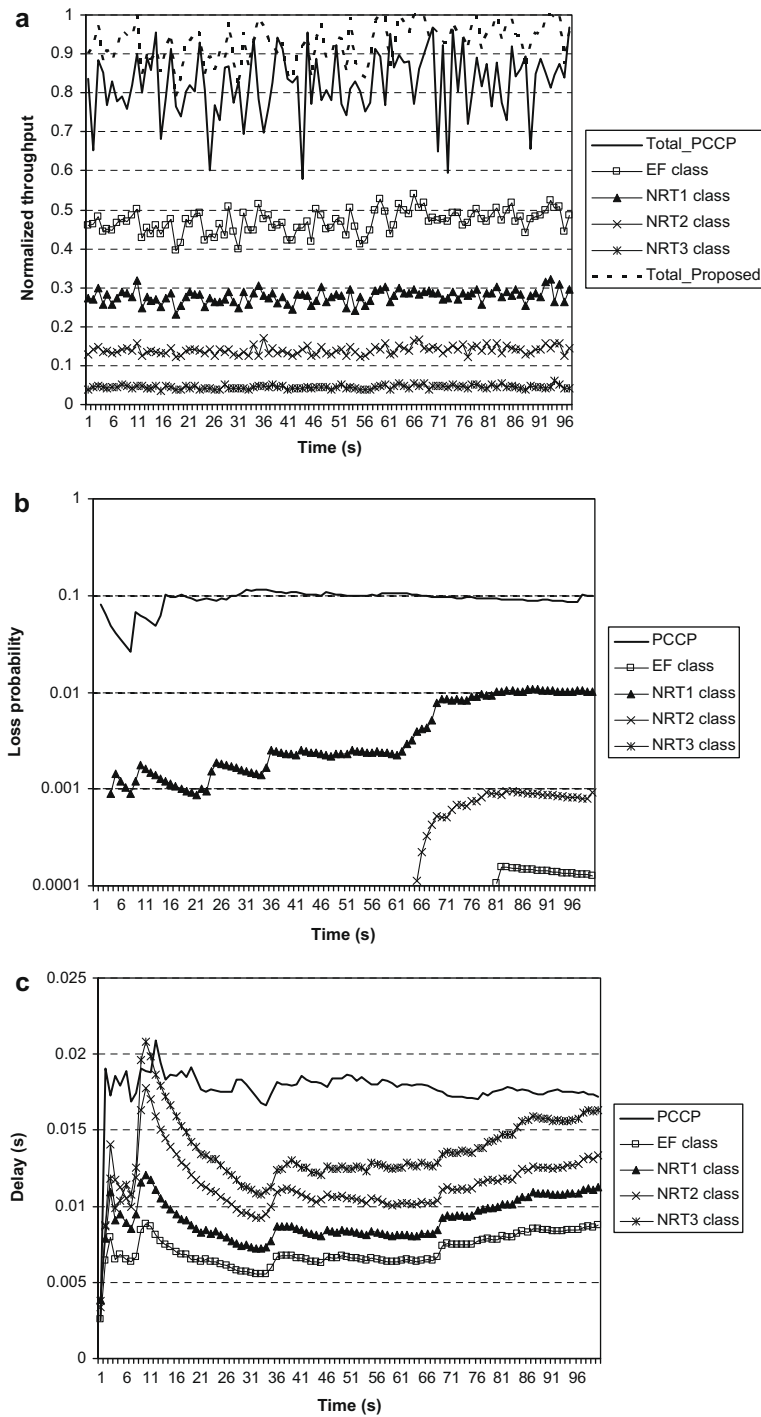 a
1
0.9
0.8
0.7
0.6
0.5
0.4
0.3
0.2
0.1
0
Normalized throughput
1 6 11 16 21 26 31 36 41 46 51 56 61 66 71 76 81 86 91 96
Time (s)
Total_PCCP
EF class
NRT1 class
NRT2 class
NRT3 class
Total_Proposed
b
1
0.1
0.01
0.001
0.0001
Loss probability
1 6 11 16 21 26 31 36 41 46 51 56 61 66 71 76 81 86 91 96
Time (s)
PCCP
EF class
NRT1 class
NRT2 class
NRT3 class
c
0.025
0.02
0.015
0.01
0.005
0
Delay (s)
1 6 11 16 21 26 31 36 41 46 51 56 61 66 71 76 81 86 91 96
Time (s)
PCCP
EF class
NRT1 class
NRT2 class
NRT3 class